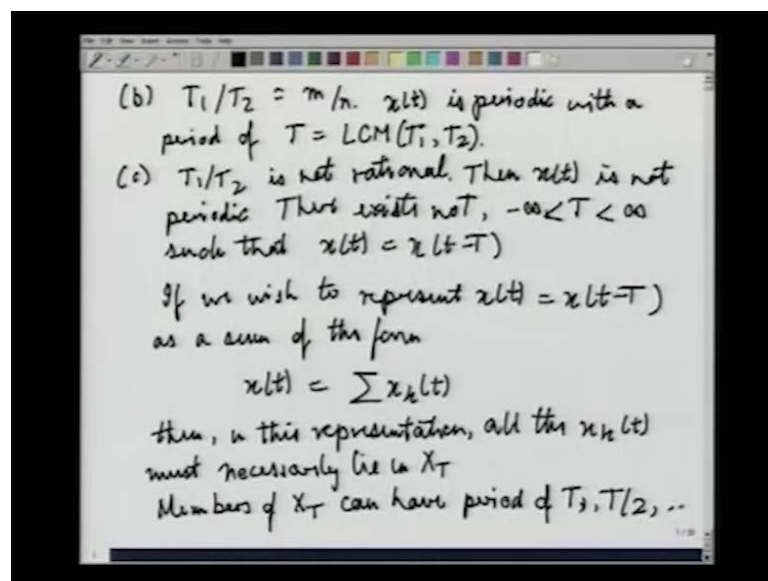 (b) T₁/T₂ = m/n. x(t) is periodic with a
period of T = LCM(T₁, T₂).
(c) T₁/T₂ is not rational. Then x(t) is not
periodic There exists no T, -∞ < T < ∞
such that x(t) = x(t-T)
If we wish to represent x(t) = x(t-T)
as a sum of the form
x(t) = Σ xₖ(t)
then, in this representation, all the xₖ(t)
must necessarily lie in X_T
Members of X_T can have period of T, T/2, ..